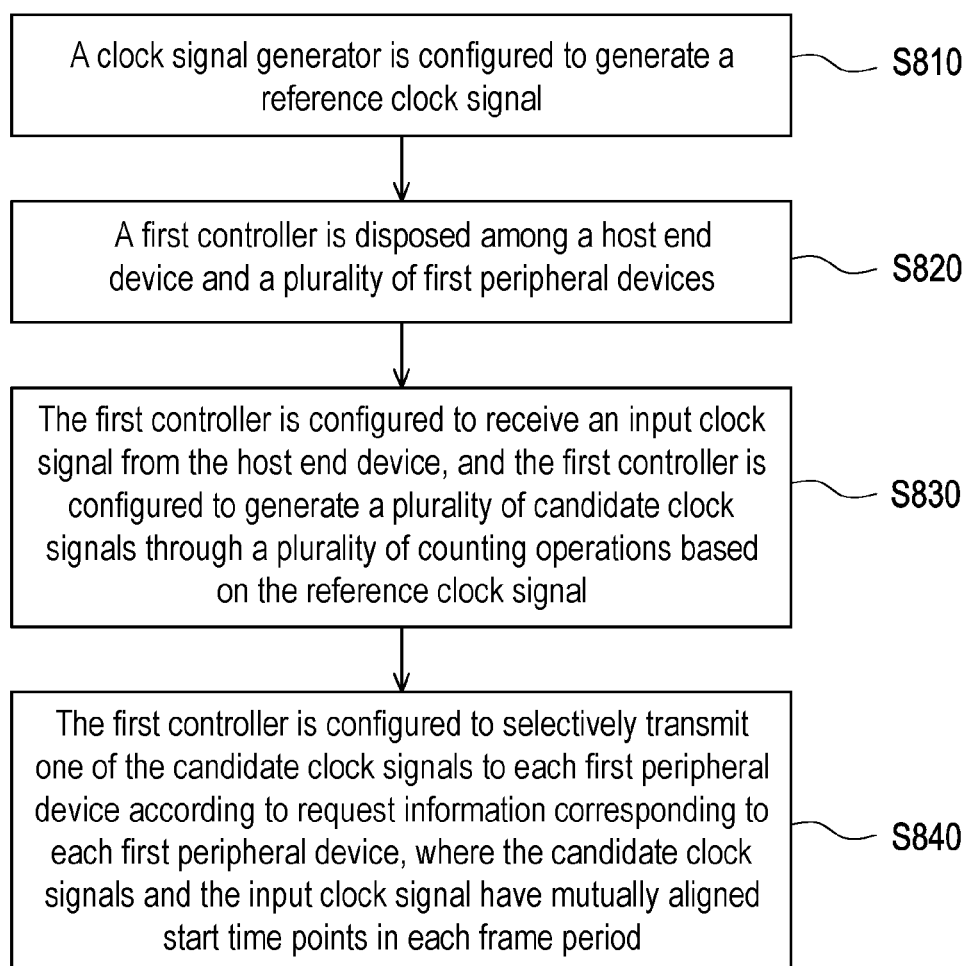 A clock signal generator is configured to generate a
reference clock signal
S810
A first controller is disposed among a host end
device and a plurality of first peripheral devices
S820
The first controller is configured to receive an input clock
signal from the host end device, and the first controller is
configured to generate a plurality of candidate clock
signals through a plurality of counting operations based
on the reference clock signal
S830
The first controller is configured to selectively transmit
one of the candidate clock signals to each first peripheral
device according to request information corresponding to
each first peripheral device, where the candidate clock
signals and the input clock signal have mutually aligned
start time points in each frame period
S840